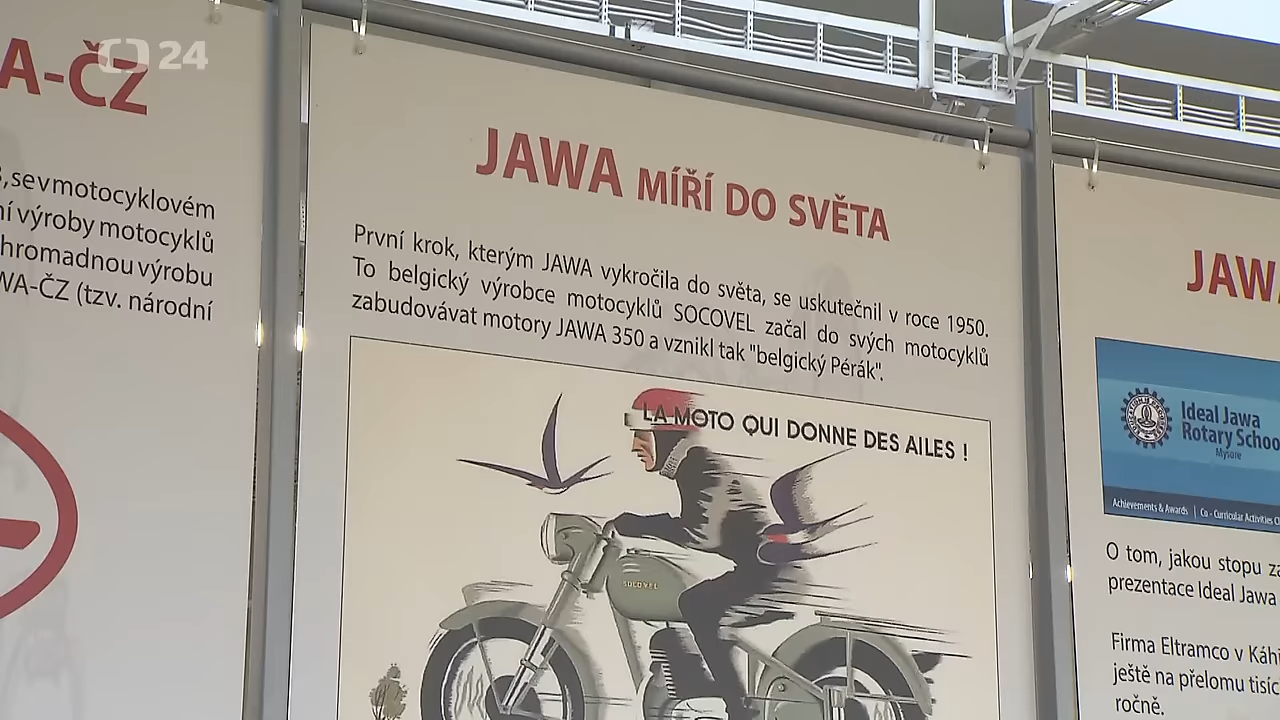 24
A-ČZ
, se v motocyklovém
ní výroby motocyklů
hromadnou výrobu
WA-ČZ (tzv. národní
JAWA MÍŘÍ DO SVĚTA
První krok, kterým JAWA vykročila do světa, se uskutečnil v roce 1950.
To belgický výrobce motocyklů SOCOVEL začal do svých motocyklů
zabudovávat motory JAWA 350 a vznikl tak "belgický Pérák".
LA MOTO QUI DONNE DES AILES !
SOCOVEL
JAWA
Ideal Jawa
Rotary Schoo
Mysore
Achievements & Awards | Co - Curricular Activities
O tom, jakou stopu za
prezentace Ideal Jawa
Firma Eltramco v Káhi
ještě na přelomu tisíc
ročně.